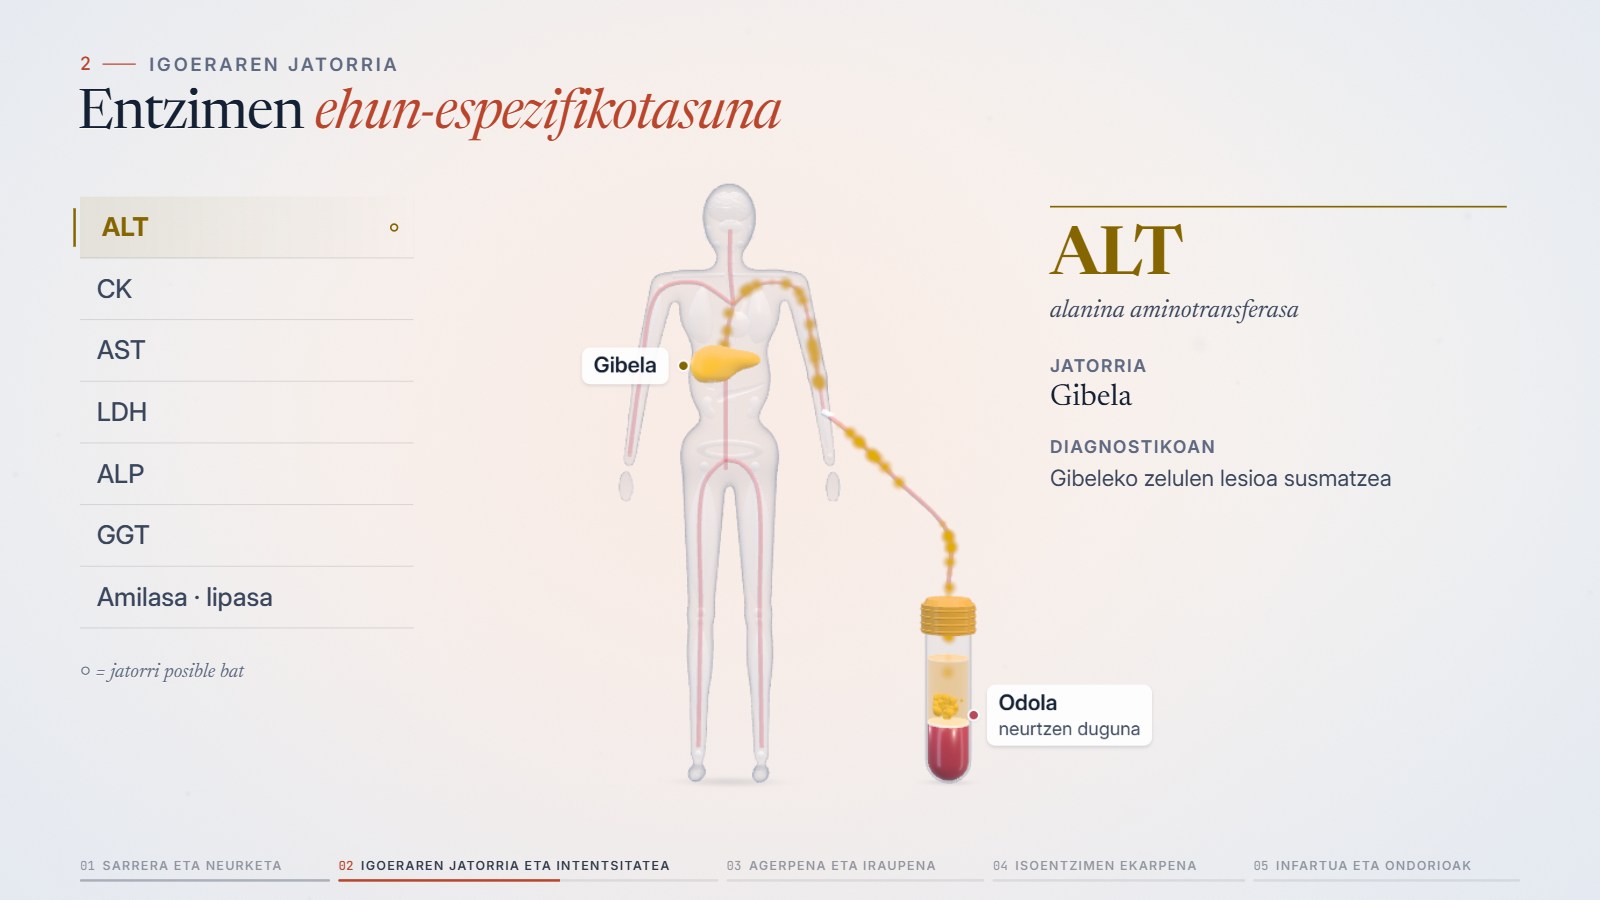 2 — IGOERAREN JATORRIA
Entzimen ehun-espezifikotasuna
ALT
CK
AST
LDH
ALP
GGT
Amilasa · lipasa
○ = jatorri posible bat
Gibela
Odola
neurtzen duguna
ALT
alanina aminotransferasa
JATORRIA
Gibela
DIAGNOSTIKOAN
Gibeleko zelulen lesioa susmatzea
01 SARRERA ETA NEURKETA
02 IGOERAREN JATORRIA ETA INTENTSITATEA
03 AGERPENA ETA IRAUPENA
04 ISOENTZIMEN EKARPENA
05 INFARTUA ETA ONDORIOAK